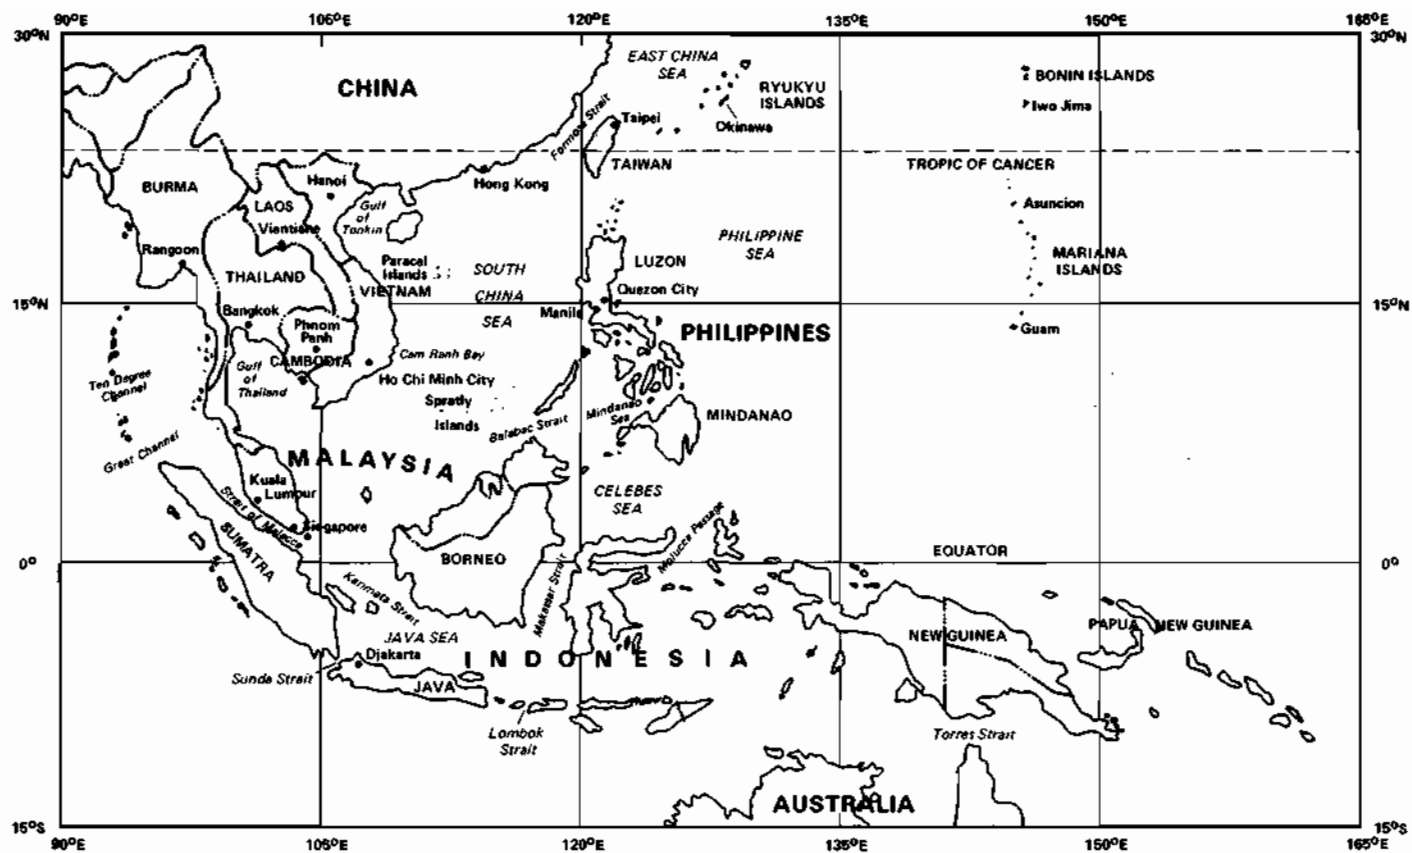 90°E 105°E 120°E 135°E 150°E 165°E
30°N 30°N
EAST CHINA
SEA
CHINA
BONIN ISLANDS
RYUKYU
ISLANDS
Iwo Jima
Formosa Strait
Taipei
Okinawa
TAIWAN
TROPIC OF CANCER
BURMA
Hanoi
Hong Kong
LAOS
Gulf
of
Tonkin
Asuncion
Vientiane
PHILIPPINE
SEA
Rangoon
Paracel
Islands
SOUTH
CHINA
SEA
LUZON
MARIANA
ISLANDS
THAILAND
VIETNAM
Quezon City
15°N 15°N
Bangkok
Manila
Phnom
Penh
PHILIPPINES
Guam
CAMBODIA
Cam Ranh Bay
Gulf
of
Thailand
Ten Degree
Channel
Ho Chi Minh City
Spratly
Islands
Mindanao
Sea
MINDANAO
Balabac Strait
Great Channel
MALAYSIA
Kuala
Lumpur
CELEBES
SEA
Strait of Malacca
Singapore
SUMATRA
Molucca Passage
BORNEO
EQUATOR
0° 0°
Makassar Strait
Karimata Strait
JAVA SEA
NEW GUINEA
PAPUA NEW GUINEA
Djakarta
INDONESIA
Sunda Strait
JAVA
Lombok
Strait
Torres Strait
AUSTRALIA
15°S 15°S
90°E 105°E 120°E 135°E 150°E 165°E